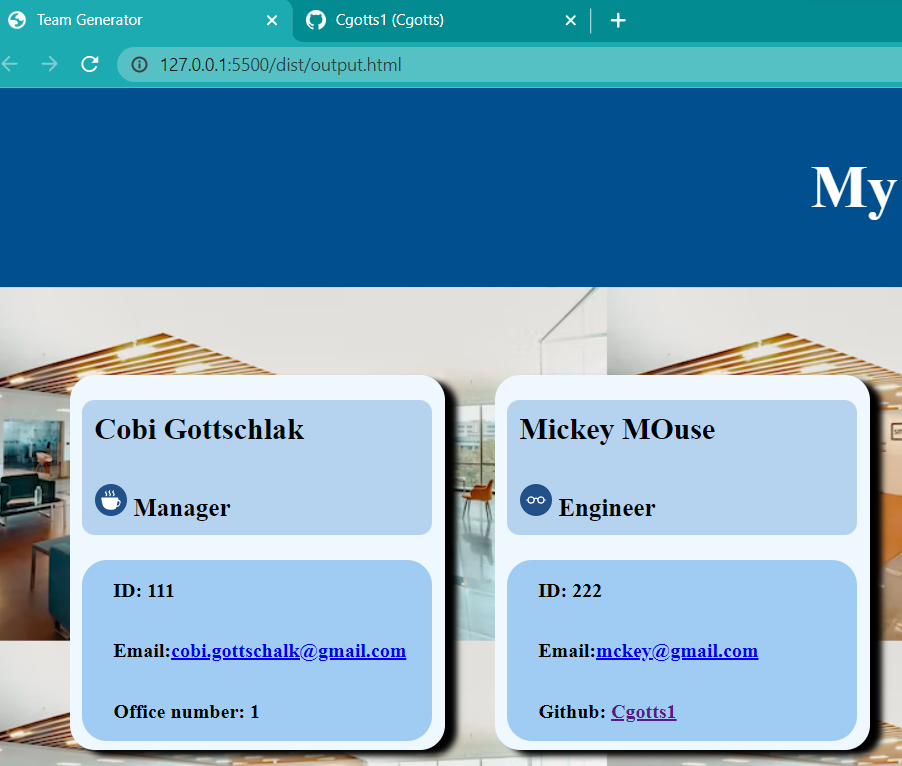 Team Generator
Cgotts1 (Cgotts)
127.0.0.1:5500/dist/output.html
My
Cobi Gottschlak
Manager
ID: 111
Email:cobi.gottschalk@gmail.com
Office number: 1
Mickey MOuse
Engineer
ID: 222
Email:mckey@gmail.com
Github: Cgotts1